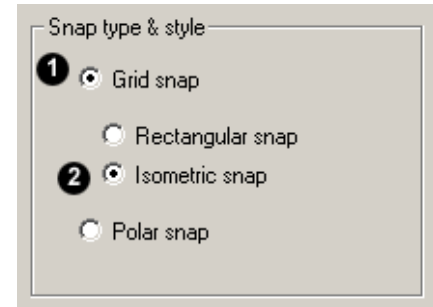 Snap type & style
1 Grid snap
Rectangular snap
2 Isometric snap
Polar snap